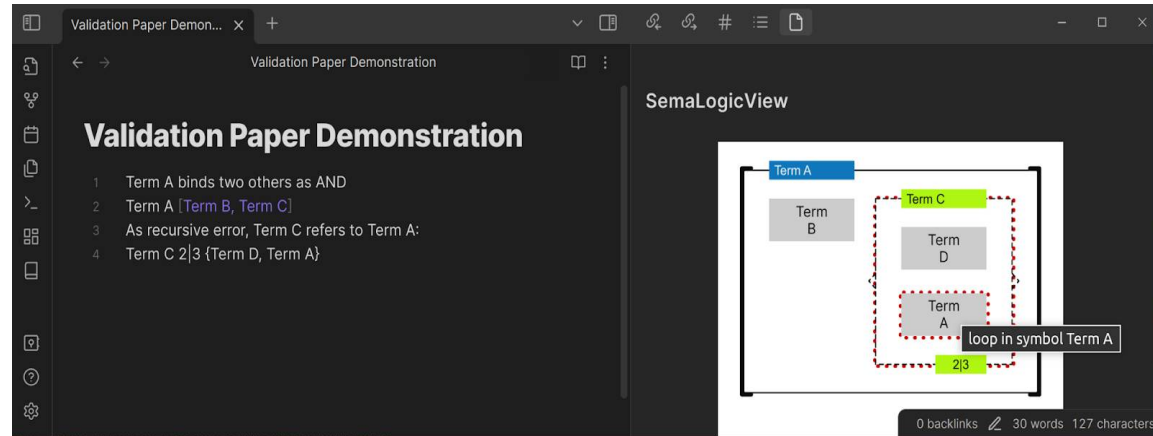 Validation Paper Demon...
Validation Paper Demonstration
Validation Paper Demonstration
1 Term A binds two others as AND
2 Term A [Term B, Term C]
3 As recursive error, Term C refers to Term A:
4 Term C 2|3 {Term D, Term A}
SemaLogicView
Term A
Term
B
Term C
Term
D
Term
A
loop in symbol Term A
2|3
0 backlinks 30 words 127 characters